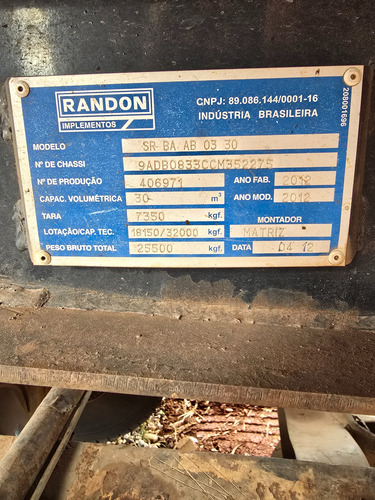 RANDON
IMPLEMENTOS
CNPJ: 89.086.144/0001-16
INDÚSTRIA BRASILEIRA
208001696
MODELO SR BA AB 03 30
Nº DE CHASSI 9ADB0833CCM352275
Nº DE PRODUÇÃO 406971 ANO FAB. 2012
CAPAC. VOLUMÉTRICA 30 m³ ANO MOD. 2012
TARA 7350 kgf. MONTADOR
LOTAÇÃO/CAP. TEC. 18150/32000 kgf. MATRIZ
PESO BRUTO TOTAL 25500 kgf. DATA 04 12